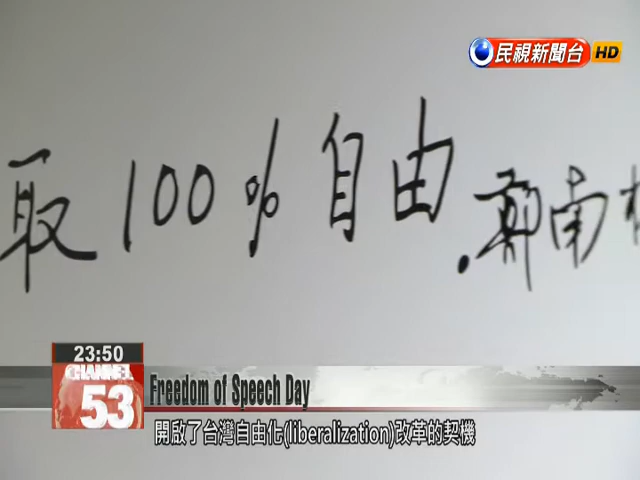 民視新聞台 HD
取 100% 自由. 鄭南
23:50
CHANNEL
53
Freedom of Speech Day
開啟了台灣自由化(liberalization)改革的契機